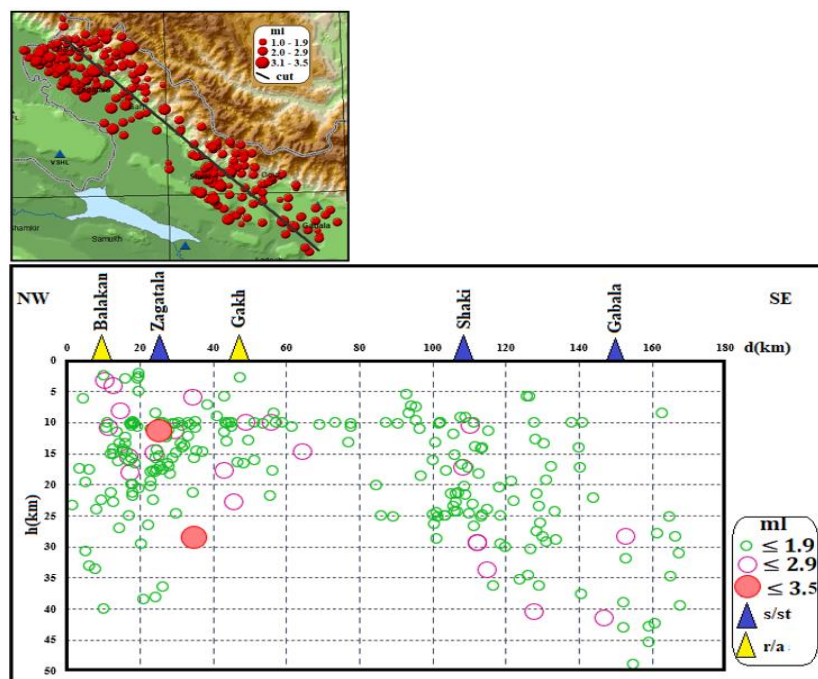 ml
1.0 - 1.9
2.0 - 2.9
3.1 - 3.5
cut
Samukh
NW
SE
Balakan
Zagatala
Gakh
Shaki
Gabala
0 20 40 60 80 100 120 140 160 180
d(km)
0
5
10
15
20
25
30
35
40
45
50
h(km)
ml
≤ 1.9
≤ 2.9
≤ 3.5
s/st
r/a